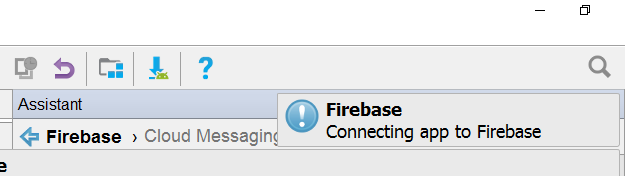 Assistant
Firebase › Cloud Messaging
Firebase
Connecting app to Firebase
e